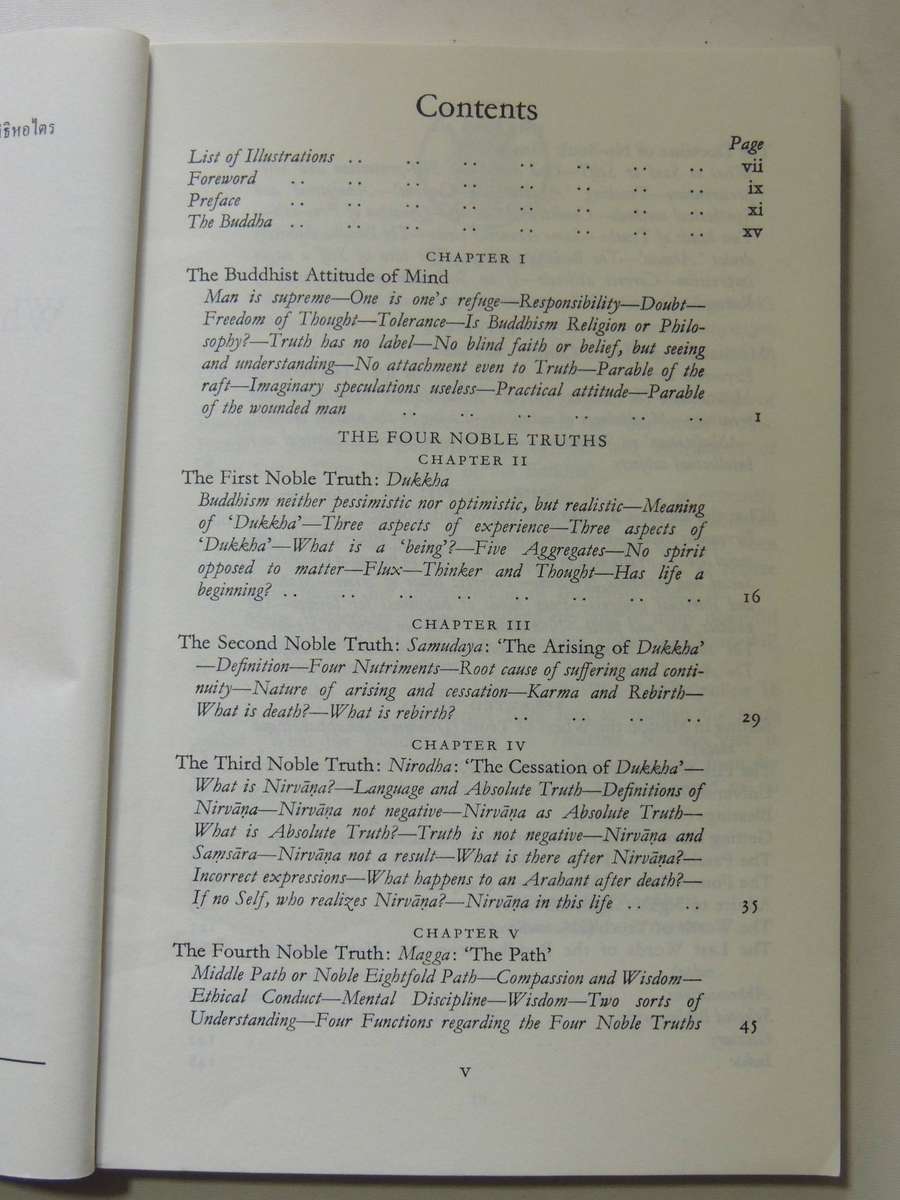 Contents
Page
List of Illustrations .. .. .. .. .. .. .. vii
Foreword .. .. .. .. .. .. .. .. ix
Preface .. .. .. .. .. .. .. .. xi
The Buddha .. .. .. .. .. .. .. .. xv
CHAPTER I
The Buddhist Attitude of Mind
Man is supreme—One is one's refuge—Responsibility—Doubt—
Freedom of Thought—Tolerance—Is Buddhism Religion or Philo-
sophy?—Truth has no label—No blind faith or belief, but seeing
and understanding—No attachment even to Truth—Parable of the
raft—Imaginary speculations useless—Practical attitude—Parable
of the wounded man .. .. .. .. .. .. 1
THE FOUR NOBLE TRUTHS
CHAPTER II
The First Noble Truth: Dukkha
Buddhism neither pessimistic nor optimistic, but realistic—Meaning
of 'Dukkha'—Three aspects of experience—Three aspects of
'Dukkha'—What is a 'being'?—Five Aggregates—No spirit
opposed to matter—Flux—Thinker and Thought—Has life a
beginning? .. .. .. .. .. .. .. .. 16
CHAPTER III
The Second Noble Truth: Samudaya: 'The Arising of Dukkha'
—Definition—Four Nutriments—Root cause of suffering and conti-
nuity—Nature of arising and cessation—Karma and Rebirth—
What is death?—What is rebirth? .. .. .. .. 29
CHAPTER IV
The Third Noble Truth: Nirodha: 'The Cessation of Dukkha'—
What is Nirvāṇa?—Language and Absolute Truth—Definitions of
Nirvāṇa—Nirvāṇa not negative—Nirvāṇa as Absolute Truth—
What is Absolute Truth?—Truth is not negative—Nirvāṇa and
Saṃsāra—Nirvāṇa not a result—What is there after Nirvāṇa?—
Incorrect expressions—What happens to an Arahant after death?—
If no Self, who realizes Nirvāṇa?—Nirvāṇa in this life .. .. 35
CHAPTER V
The Fourth Noble Truth: Magga: 'The Path'
Middle Path or Noble Eightfold Path—Compassion and Wisdom—
Ethical Conduct—Mental Discipline—Wisdom—Two sorts of
Understanding—Four Functions regarding the Four Noble Truths 45
v